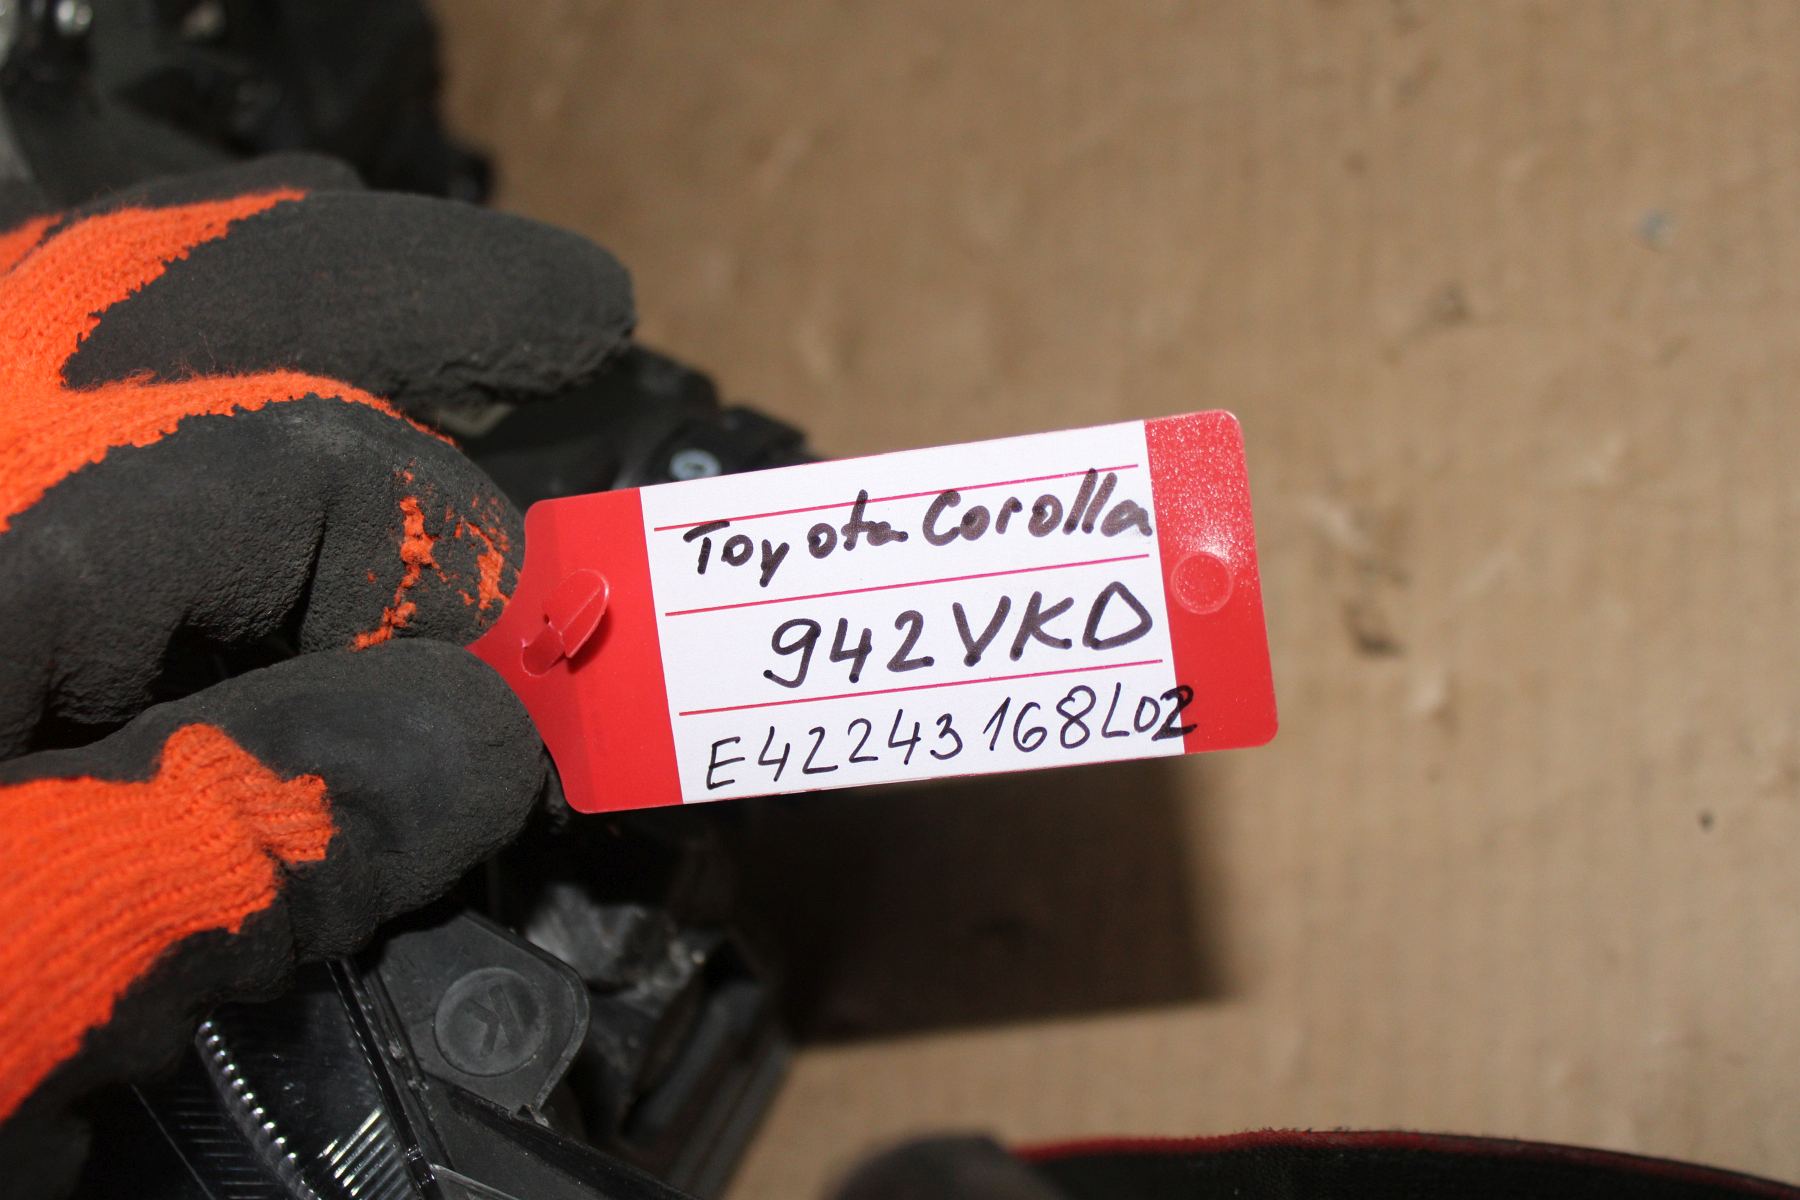 Toyota Corolla
942VKD
E42243168L02
K